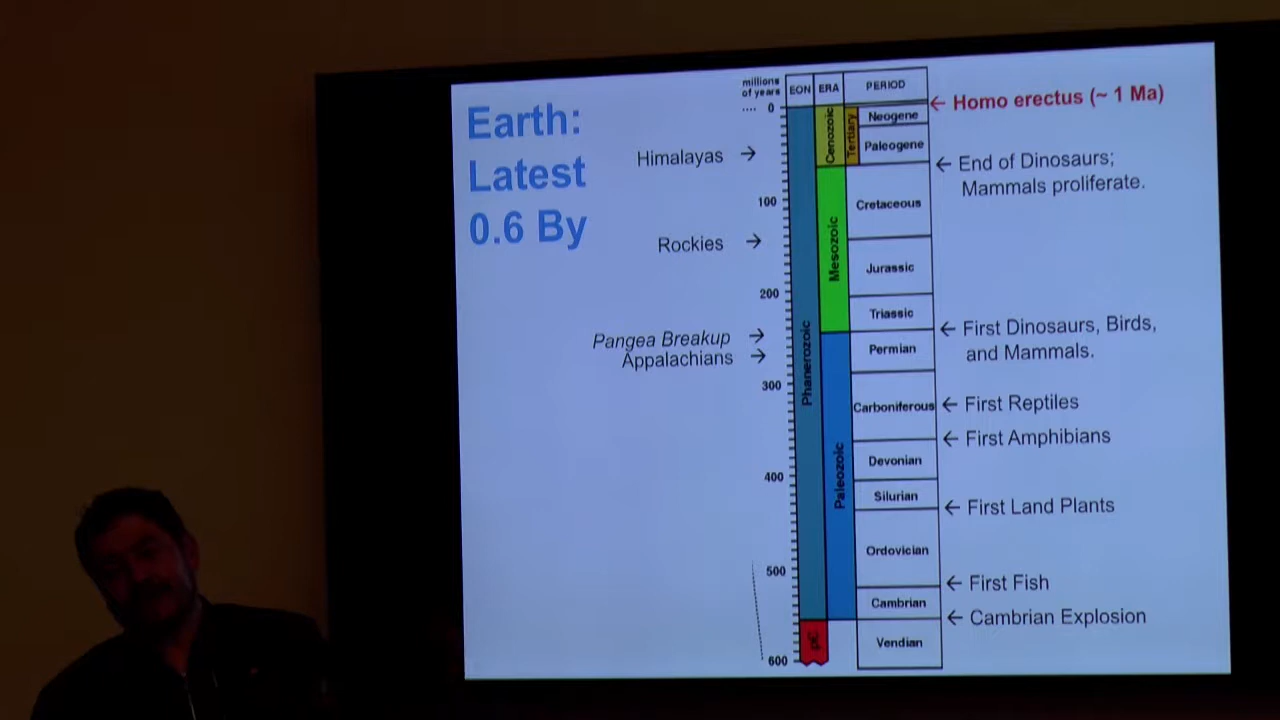 Earth:
Latest
0.6 By
millions
of years
EON
ERA
PERIOD
.... 0
100
200
300
400
500
600
Himalayas →
Rockies →
Pangea Breakup →
Appalachians →
Phanerozoic
pC
Cenozoic
Mesozoic
Paleozoic
Tertiary
Neogene
Paleogene
Cretaceous
Jurassic
Triassic
Permian
Carboniferous
Devonian
Silurian
Ordovician
Cambrian
Vendian
← Homo erectus (~ 1 Ma)
← End of Dinosaurs;
Mammals proliferate.
← First Dinosaurs, Birds,
and Mammals.
← First Reptiles
← First Amphibians
← First Land Plants
← First Fish
← Cambrian Explosion